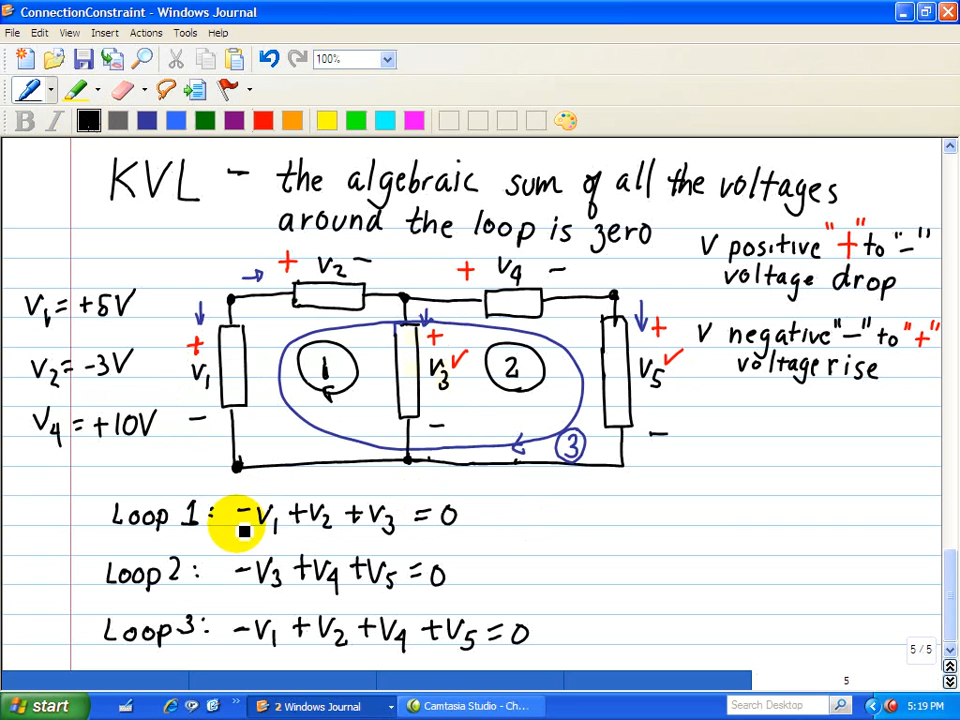 ConnectionConstraint - Windows Journal
File Edit View Insert Actions Tools Help
100%
B I
KVL - the algebraic sum of all the voltages
around the loop is zero
V positive "+" to "-"
voltage drop
V negative "-" to "+"
voltage rise
V1 = +5V
V2 = -3V
V4 = +10V
+ V2 -
+ V4 -
+
V1
-
+
V3 ✓
-
+
V5 ✓
-
1
2
3
Loop 1: -V1 +V2 +V3 = 0
Loop 2: -V3 +V4 +V5 = 0
Loop 3: -V1 +V2 +V4 +V5 = 0
5 / 5
5
start
2 Windows Journal
Camtasia Studio - Ch...
Search Desktop
5:19 PM